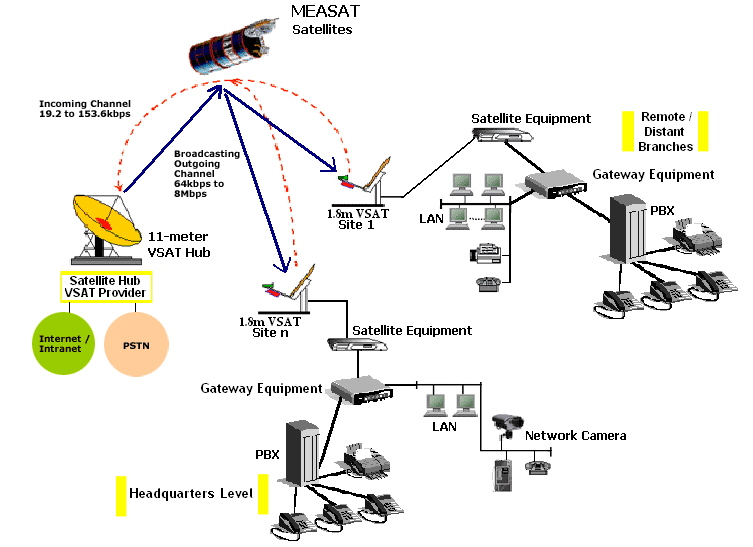 MEASAT
Satellites
Incoming Channel
19.2 to 153.6kbps
Broadcasting
Outgoing
Channel
64kbps to
8Mbps
Satellite Equipment
Remote /
Distant
Branches
Gateway Equipment
1.8m VSAT
Site 1
LAN
PBX
11-meter
VSAT Hub
Satellite Hub
VSAT Provider
Internet /
Intranet
PSTN
1.8m VSAT
Site n
Satellite Equipment
Gateway Equipment
LAN
Network Camera
PBX
Headquarters Level